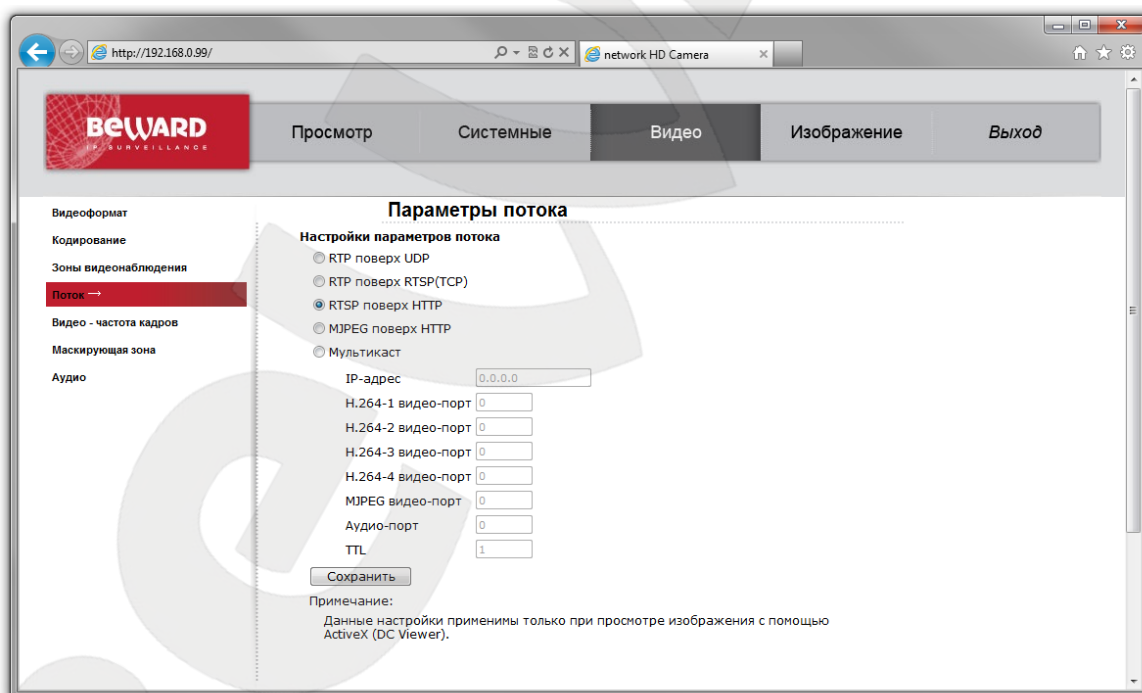 http://192.168.0.99/
network HD Camera
BEWARD
IP SURVEILLANCE
Просмотр
Системные
Видео
Изображение
Выход
Видеоформат
Кодирование
Зоны видеонаблюдения
Поток →
Видео - частота кадров
Маскирующая зона
Аудио
Параметры потока
Настройки параметров потока
RTP поверх UDP
RTP поверх RTSP(TCP)
RTSP поверх HTTP
MJPEG поверх HTTP
Мультикаст
IP-адрес 0.0.0.0
H.264-1 видео-порт 0
H.264-2 видео-порт 0
H.264-3 видео-порт 0
H.264-4 видео-порт 0
MJPEG видео-порт 0
Аудио-порт 0
TTL 1
Сохранить
Примечание:
Данные настройки применимы только при просмотре изображения с помощью
ActiveX (DC Viewer).